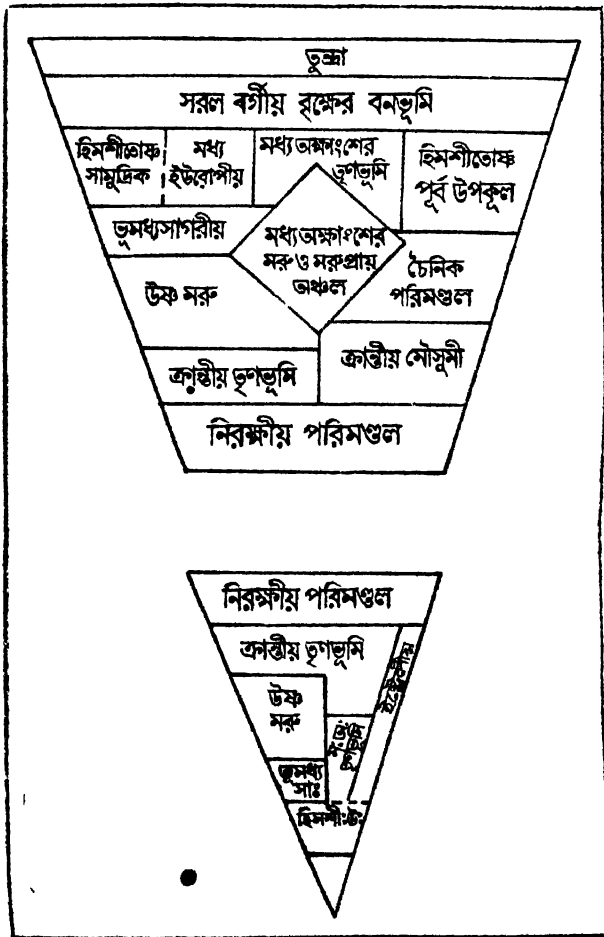 তুন্দ্রা
সরল বর্গীয় বৃক্ষের বনভূমি
হিমশীতোষ্ণ
সামুদ্রিক
মধ্য
ইউরোপীয়
মধ্য অক্ষাংশের
তৃণভূমি
হিমশীতোষ্ণ
পূর্ব উপকূল
ভূমধ্যসাগরীয়
মধ্য অক্ষাংশের
মরু ও মরুপ্রায়
অঞ্চল
চৈনিক
পরিমণ্ডল
উষ্ণ মরু
ক্রান্তীয় তৃণভূমি
ক্রান্তীয় মৌসুমী
নিরক্ষীয় পরিমণ্ডল
নিরক্ষীয় পরিমণ্ডল
ক্রান্তীয় তৃণভূমি
উষ্ণ
মরু
তৃণভূমি
ভূমধ্য
সাঃ
হিমশীঃউঃ